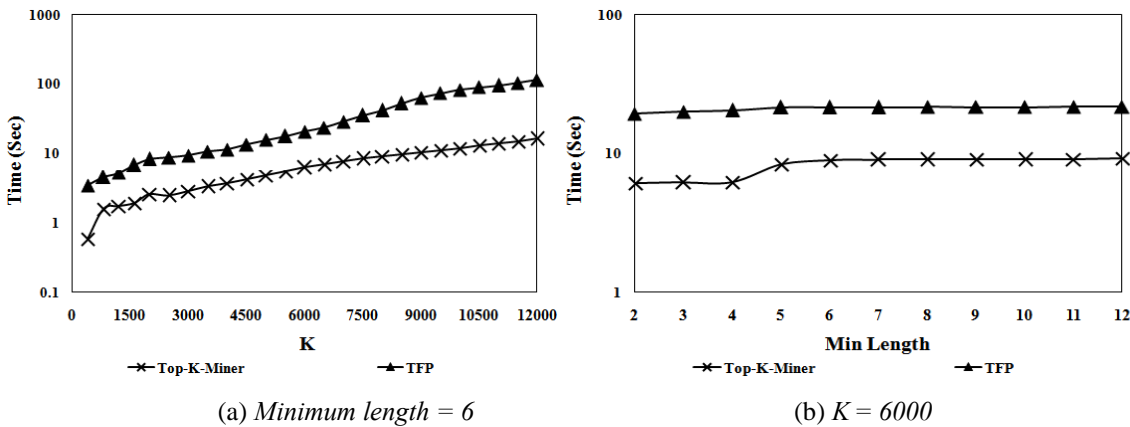 1000
100
10
1
0.1
Time (Sec)
0 1500 3000 4500 6000 7500 9000 10500 12000
K
Top-K-Miner TFP
(a) Minimum length = 6
100
10
1
Time (Sec)
2 3 4 5 6 7 8 9 10 11 12
Min Length
Top-K-Miner TFP
(b) K = 6000